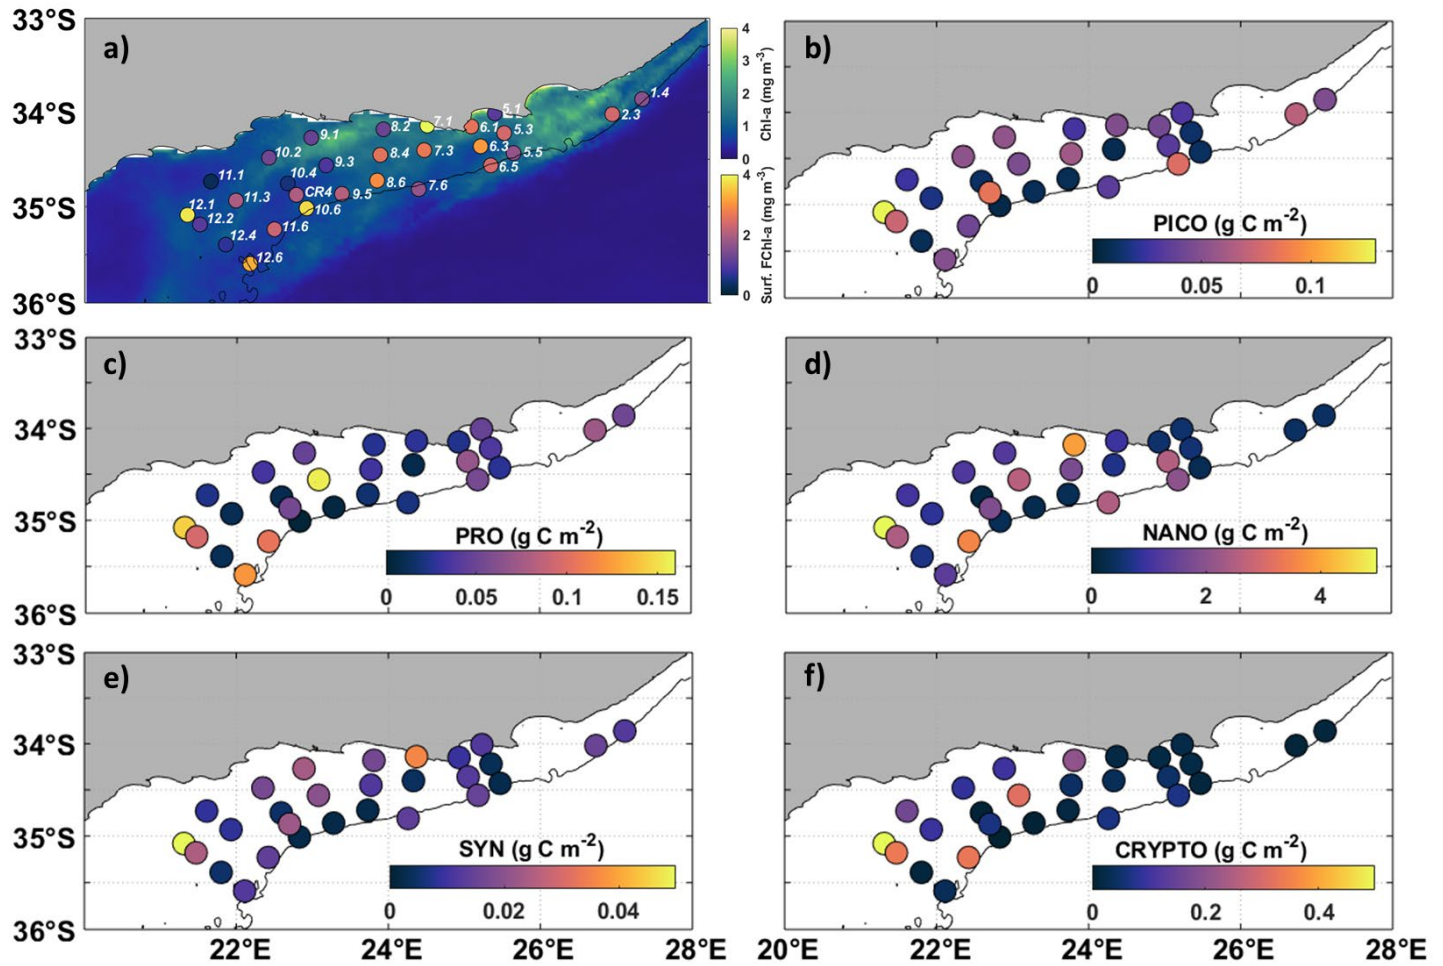 33°S
34°S
35°S
36°S
a)
1.4
2.3
5.1
5.3
5.5
6.1
6.3
6.5
7.1
7.3
7.6
8.2
8.4
8.6
9.1
9.3
9.5
10.2
10.4
CR4
10.6
11.1
11.3
11.6
12.1
12.2
12.4
12.6
4
3
2
1
0
Chl-a (mg m-3)
4
2
0
Surf. FChl-a (mg m-3)
b)
PICO (g C m-2)
0 0.05 0.1
33°S
34°S
35°S
36°S
c)
PRO (g C m-2)
0 0.05 0.1 0.15
d)
NANO (g C m-2)
0 2 4
33°S
34°S
35°S
36°S
e)
SYN (g C m-2)
0 0.02 0.04
22°E 24°E 26°E 28°E
f)
CRYPTO (g C m-2)
0 0.2 0.4
20°E 22°E 24°E 26°E 28°E